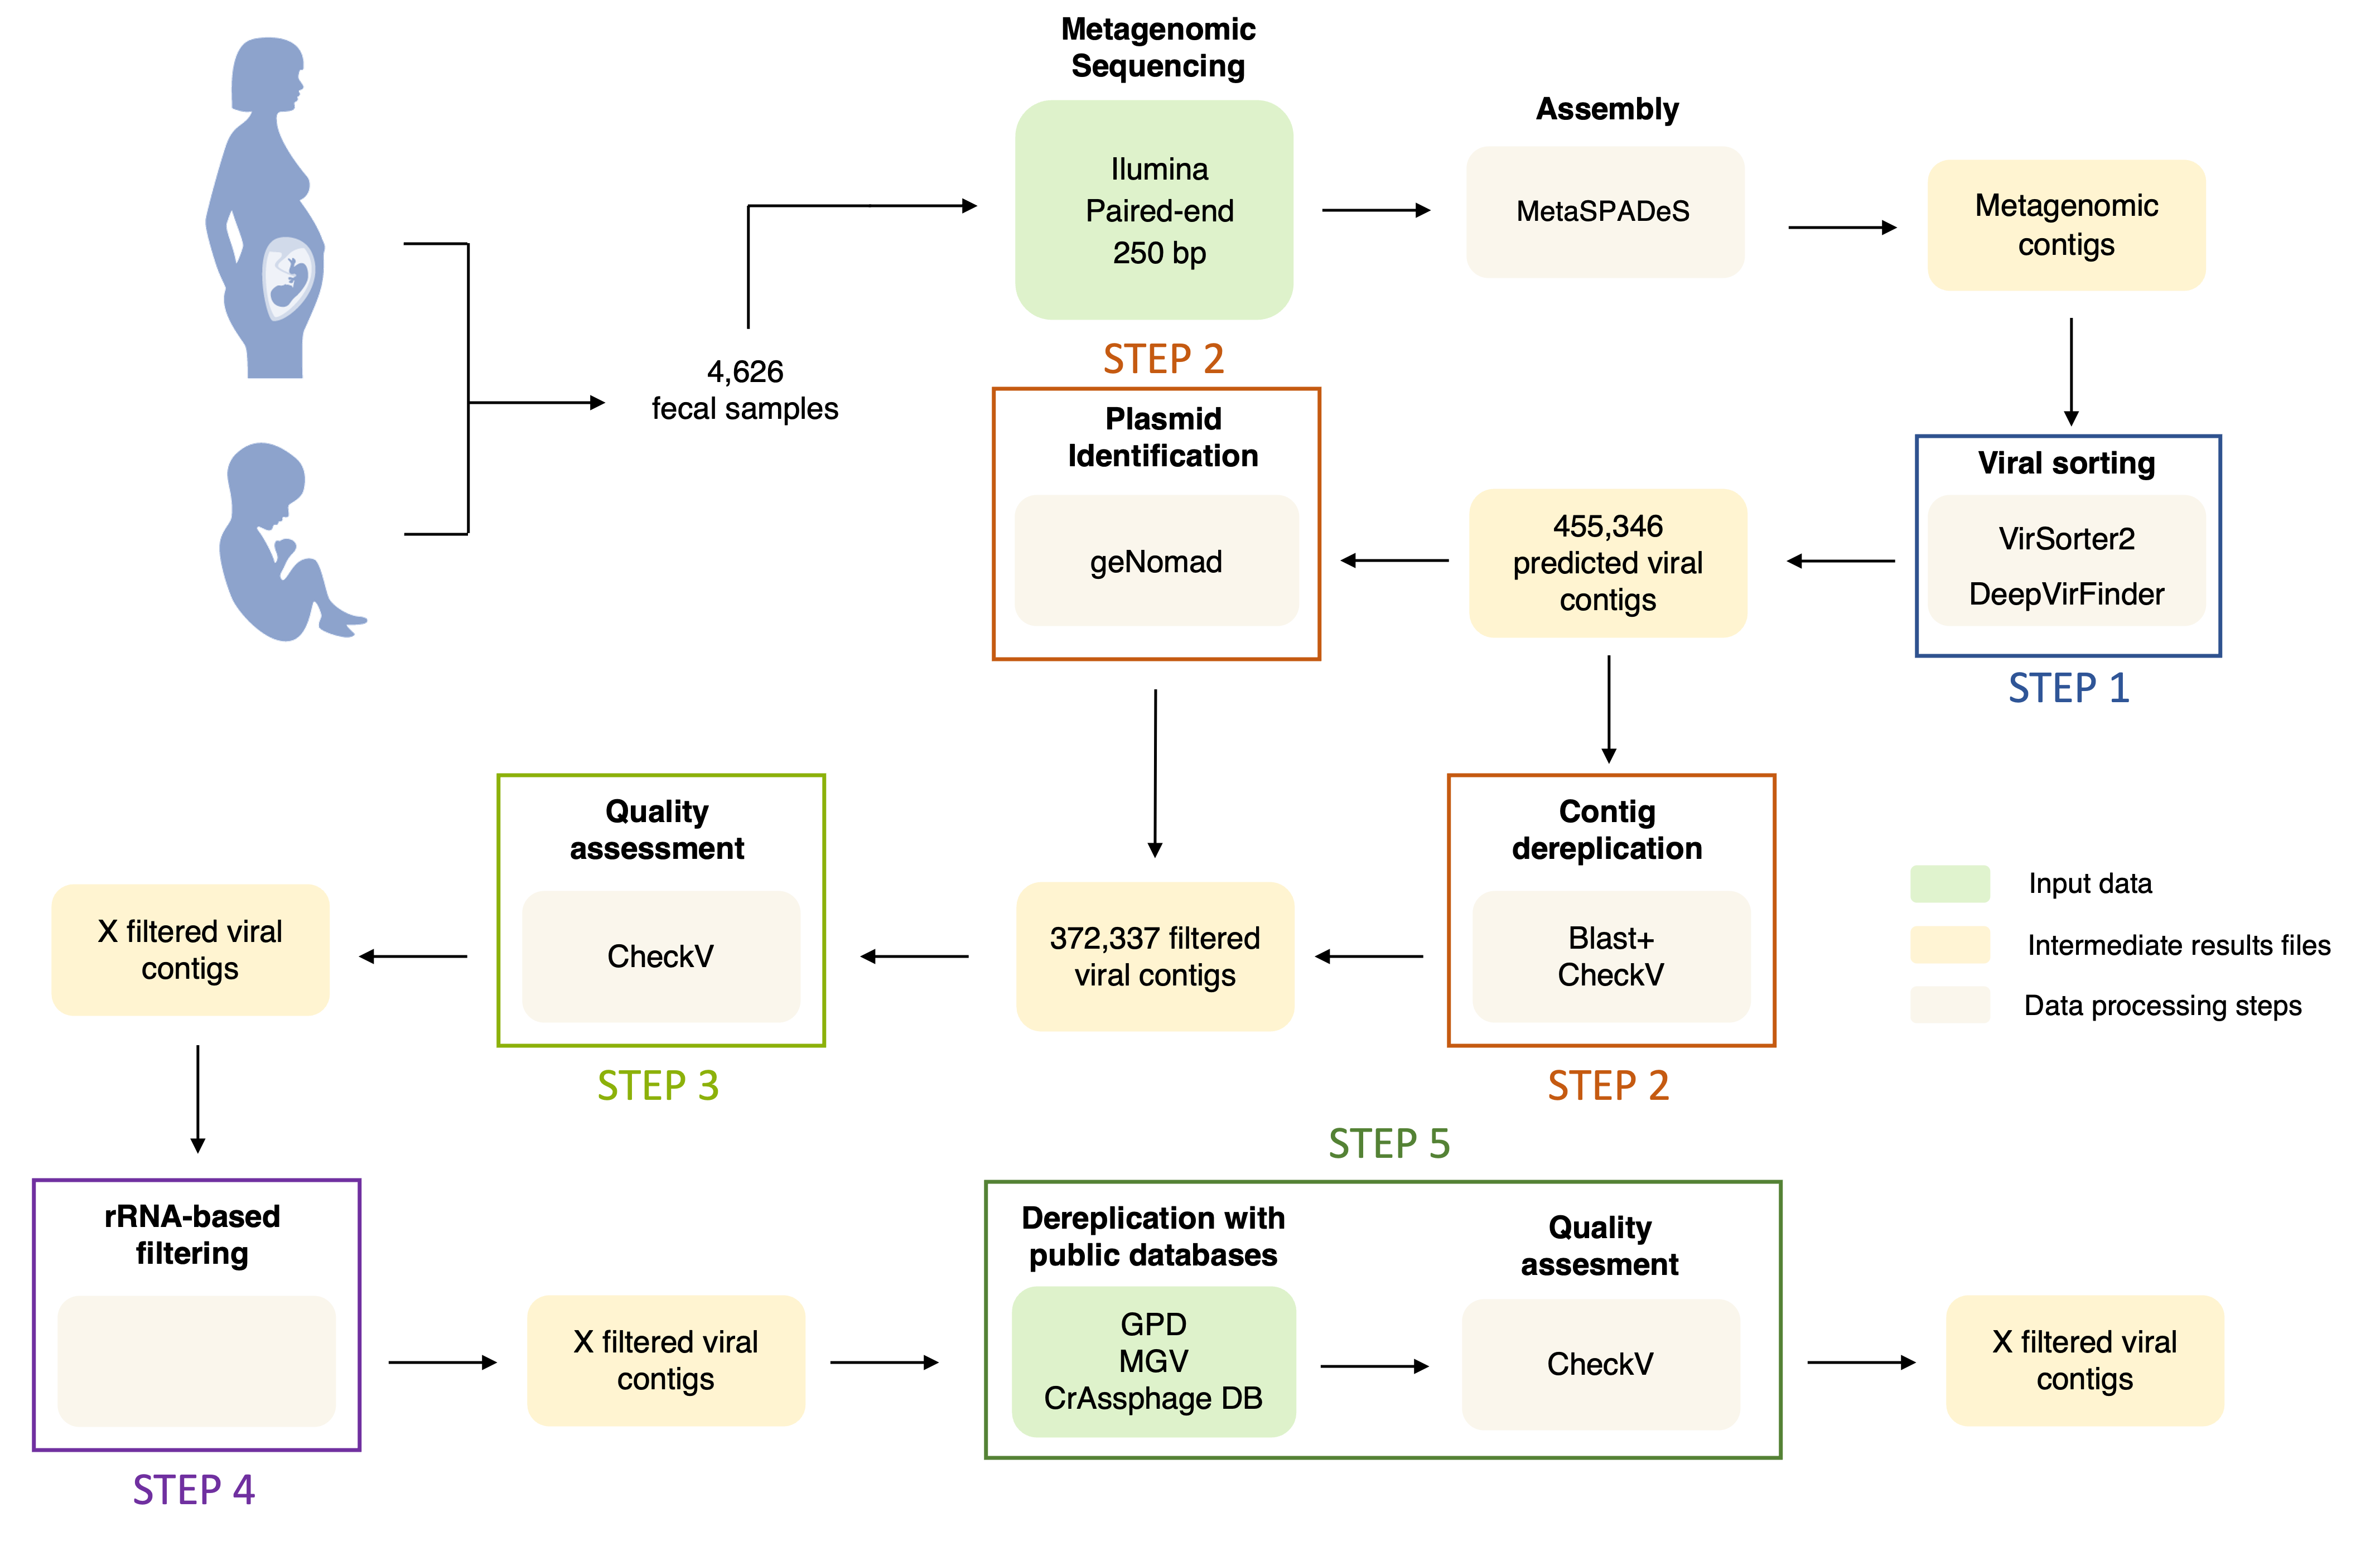 Metagenomic
Sequencing
Ilumina
Paired-end
250 bp
Assembly
MetaSPADeS
Metagenomic
contigs
4,626
fecal samples
STEP 2
Plasmid
Identification
geNomad
455,346
predicted viral
contigs
Viral sorting
VirSorter2
DeepVirFinder
STEP 1
Quality
assessment
CheckV
STEP 3
372,337 filtered
viral contigs
Contig
dereplication
Blast+
CheckV
STEP 2
X filtered viral
contigs
Input data
Intermediate results files
Data processing steps
rRNA-based
filtering
STEP 4
X filtered viral
contigs
STEP 5
Dereplication with
public databases
GPD
MGV
CrAssphage DB
Quality
assesment
CheckV
X filtered viral
contigs